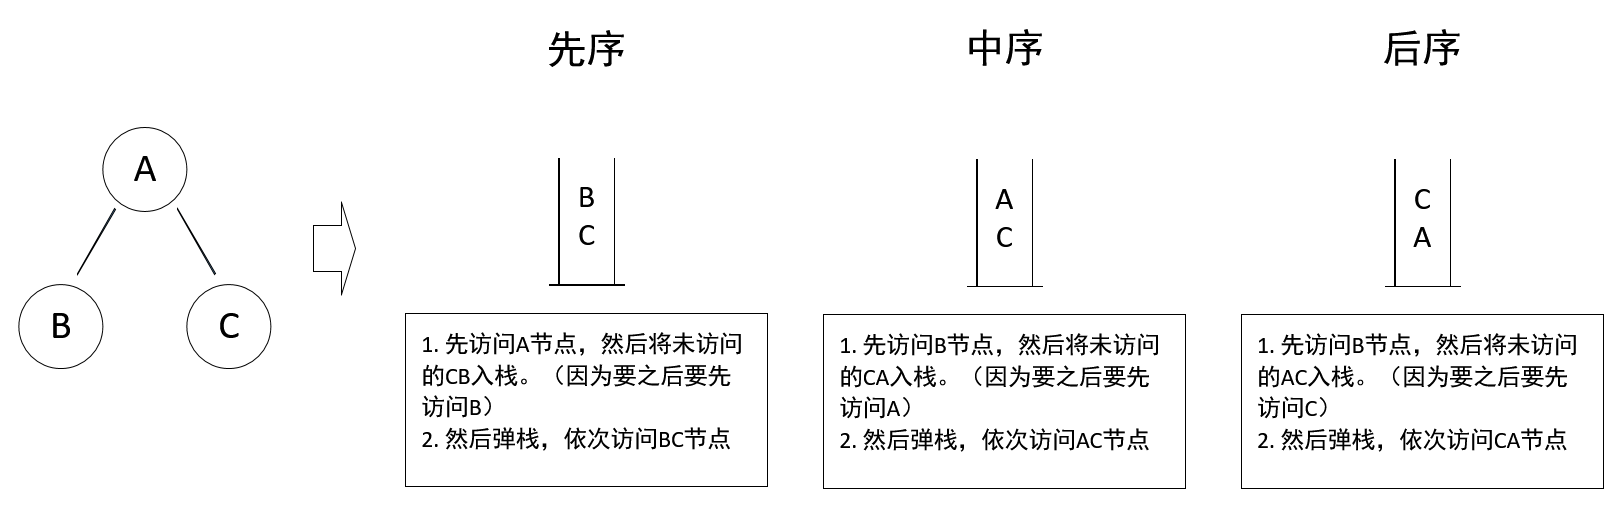 先序
中序
后序
A
B
C
B
C
A
C
C
A
1. 先访问A节点，然后将未访问
的CB入栈。（因为要之后要先
访问B）
2. 然后弹栈，依次访问BC节点
1. 先访问B节点，然后将未访问
的CA入栈。（因为要之后要先
访问A）
2. 然后弹栈，依次访问AC节点
1. 先访问B节点，然后将未访问
的AC入栈。（因为要之后要先
访问C）
2. 然后弹栈，依次访问CA节点